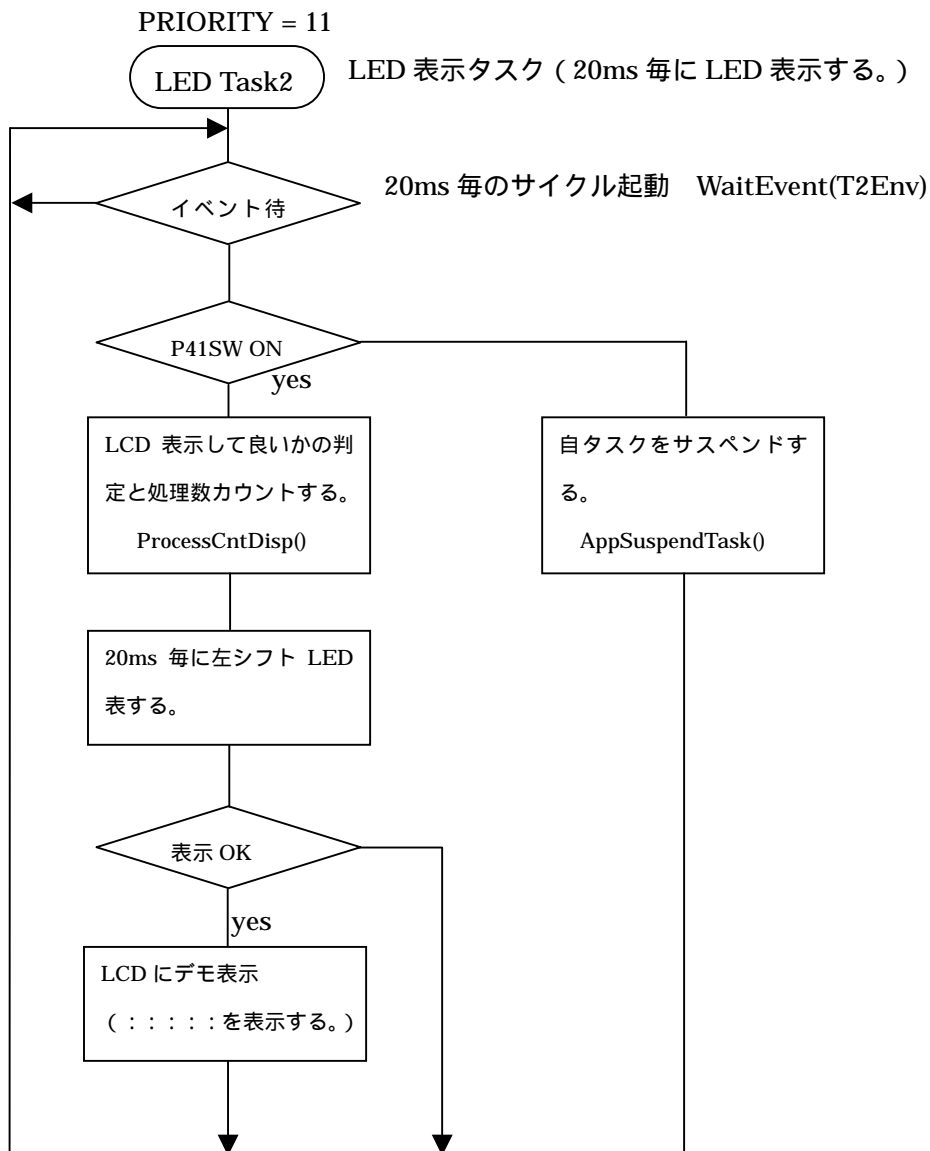 PRIORITY = 11
LED Task2
LED 表示タスク ( 20ms 毎に LED 表示する。)
イベント待
20ms 毎のサイクル起動　WaitEvent(T2Env)
P41SW ON
yes
LCD 表示して良いかの判
定と処理数カウントする。
ProcessCntDisp()
自タスクをサスペンドす
る。
AppSuspendTask()
20ms 毎に左シフト LED
表する。
表示 OK
yes
LCD にデモ表示
( ：：：：：を表示する。)